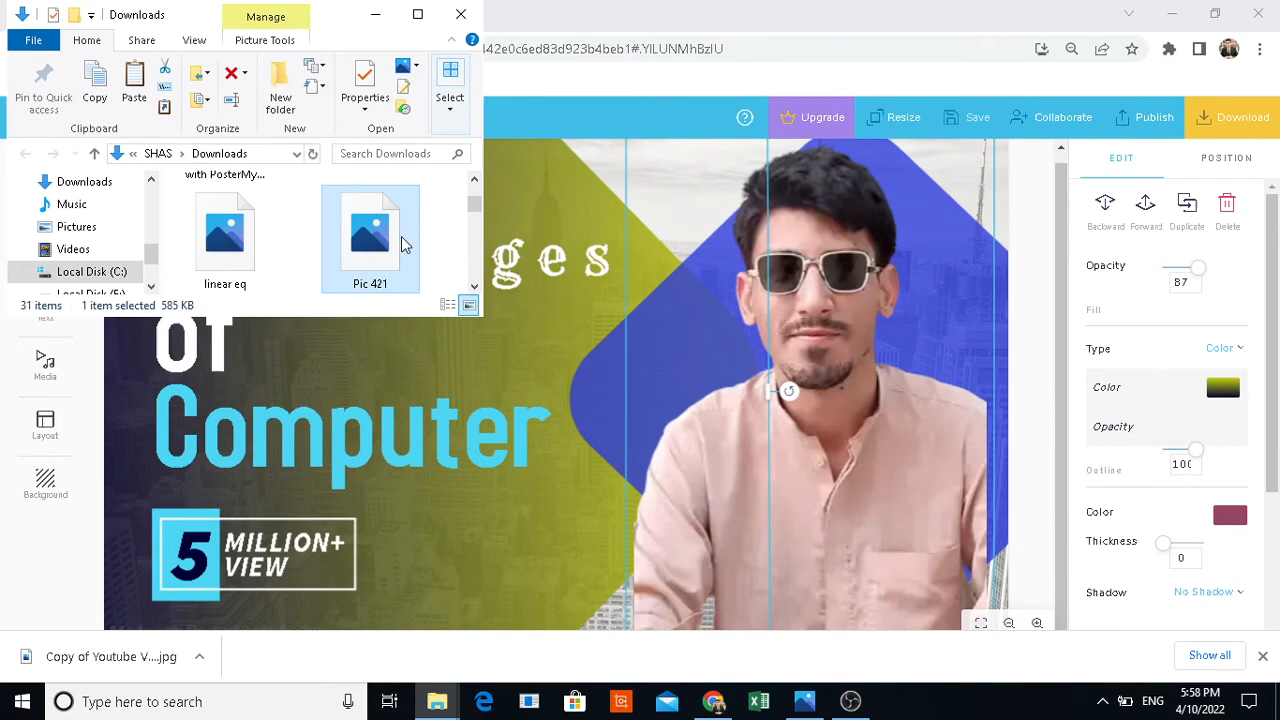 Manage
Downloads
File
Home
Share
View
Picture Tools
42e0c6ed83d923b4beb1#.YlLUNMhBzIU
Pin to Quick
access
Copy
Paste
Properties
New
folder
Select
Clipboard
Organize
New
Open
Upgrade
Resize
Save
Collaborate
Publish
Download
« SHAS > Downloads
Search Downloads
with PosterMy...
Downloads
Music
Pictures
Videos
Local Disk (C:)
linear eq
Pic 421
31 items
1 item selected 585 KB
EDIT
POSITION
Backward
Forward
Duplicate
Delete
Opacity
87
Fill
Type
Color
Color
Opacity
100
Outline
Color
Thickness
0
Shadow
No Shadow
Text
Media
Layout
Background
ges
of
Computer
5 MILLION+
VIEW
Copy of Youtube V....jpg
Show all
Type here to search
ENG
5:58 PM
4/10/2022